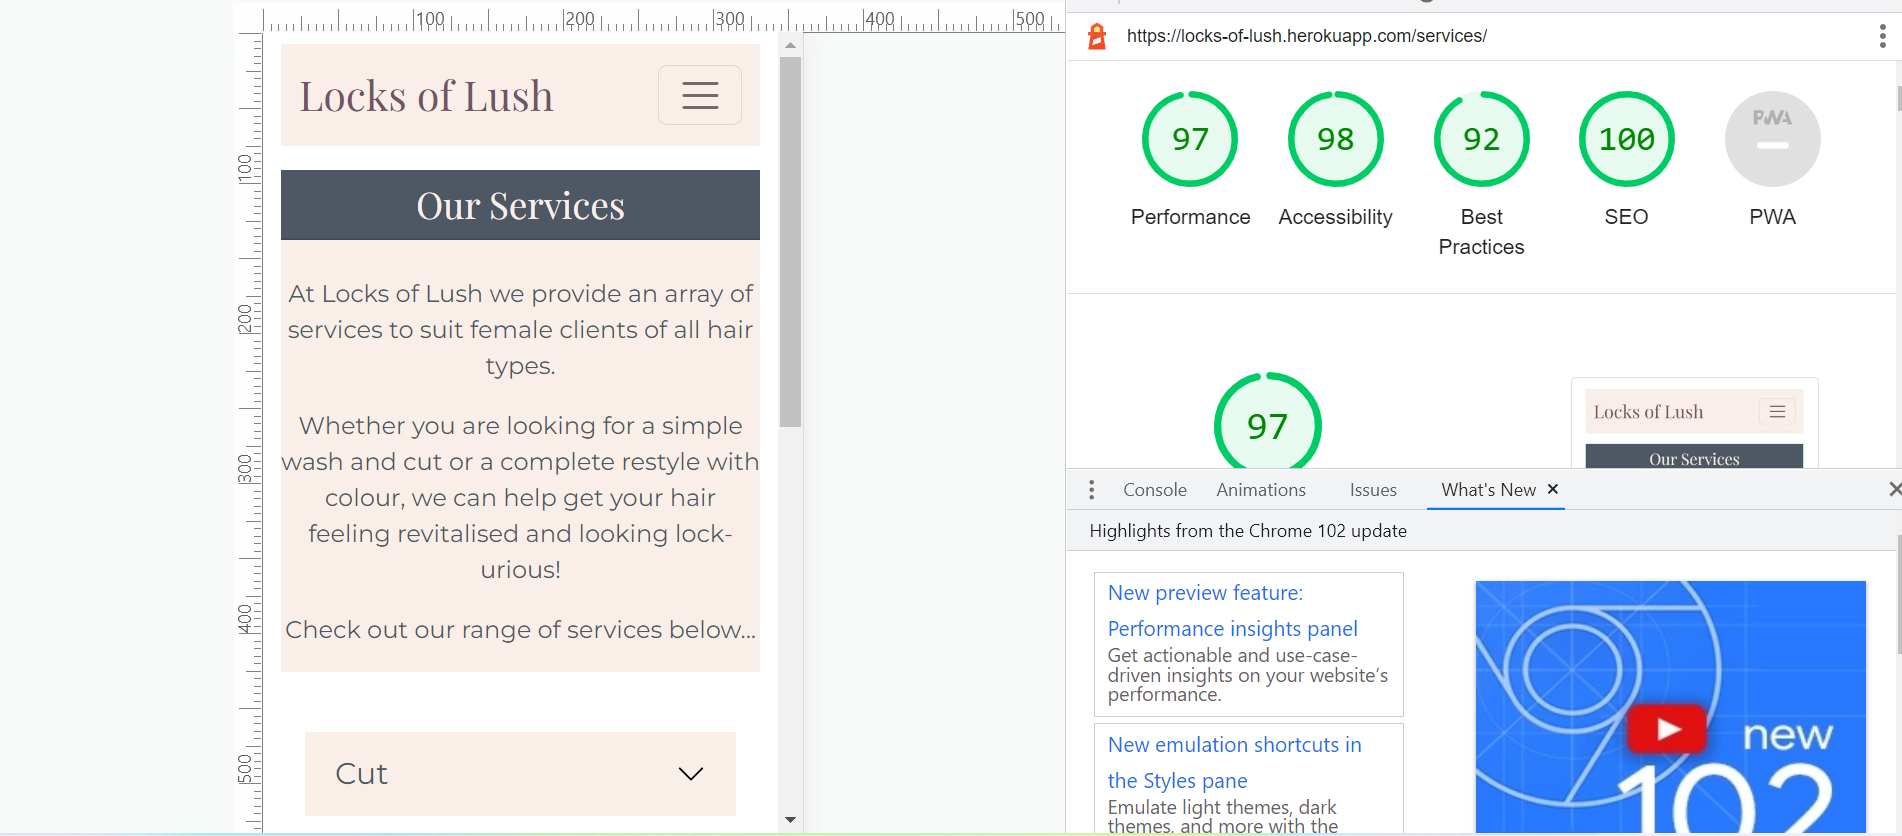 100
200
300
400
500
100
200
300
400
500
Locks of Lush
Our Services
At Locks of Lush we provide an array of
services to suit female clients of all hair
types.
Whether you are looking for a simple
wash and cut or a complete restyle with
colour, we can help get your hair
feeling revitalised and looking lock-
urious!
Check out our range of services below...
Cut
https://locks-of-lush.herokuapp.com/services/
97
98
92
100
PWA
Performance
Accessibility
Best
Practices
SEO
PWA
97
Locks of Lush
Our Services
Console
Animations
Issues
What's New
Highlights from the Chrome 102 update
New preview feature:
Performance insights panel
Get actionable and use-case-
driven insights on your website’s
performance.
New emulation shortcuts in
the Styles pane
Emulate light themes, dark
themes, and more with the
new
102